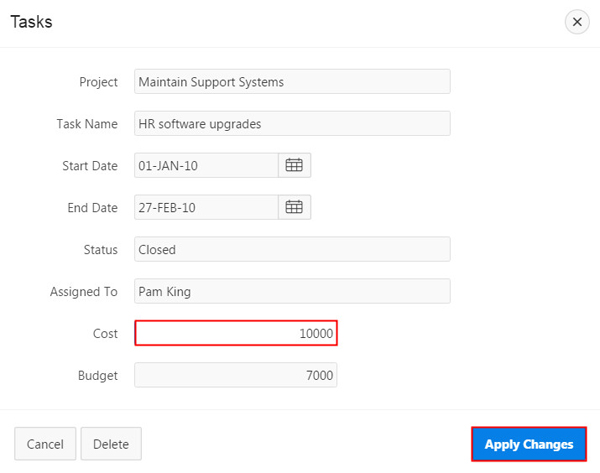 Tasks
Project Maintain Support Systems
Task Name HR software upgrades
Start Date 01-JAN-10
End Date 27-FEB-10
Status Closed
Assigned To Pam King
Cost 10000
Budget 7000
Cancel Delete Apply Changes